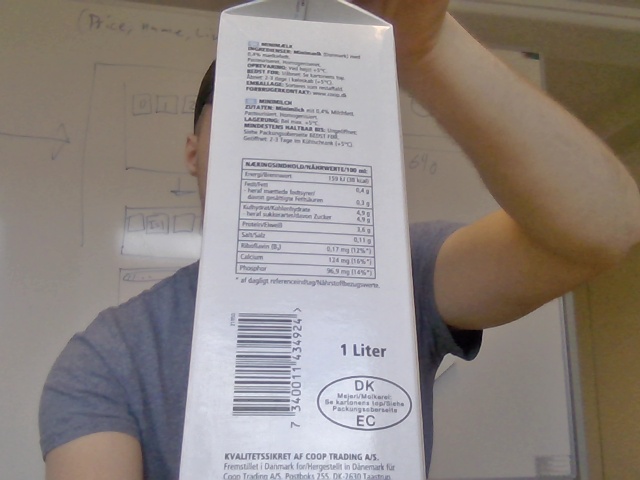 MINIMÆLK
INGREDIENSER: Minimælk (Danmark) med
0,4% mælkefedt.
Pasteuriseret. Homogeniseret.
OPBEVARING: Ved højst +5°C.
BEDST FØR: Uåbnet: Se kartonens top.
Åbnet: 2-3 dage i køleskab (+5°C).
EMBALLAGE: Sorteres som restaffald.
FORBRUGERKONTAKT: www.coop.dk
MINIMILCH
ZUTATEN: Minimilch mit 0,4% Milchfett.
Pasteurisiert. Homogenisiert.
LAGERUNG: Bei max. +5°C.
MINDESTENS HALTBAR BIS: Ungeöffnet:
Siehe Packungsoberseite BEDST FØR.
Geöffnet: 2-3 Tage im Kühlschrank (+5°C).
NÆRINGSINDHOLD/NÄHRWERTE/100 ml:
Energi/Brennwert 159 kJ (38 kcal)
Fedt/Fett 0,4 g
- heraf mættede fedtsyrer/
davon gesättigte Fettsäuren 0,3 g
Kulhydrat/Kohlenhydrate 4,9 g
- heraf sukkerarter/davon Zucker 4,9 g
Protein/Eiweiß 3,6 g
Salt/Salz 0,11 g
Riboflavin (B₂) 0,17 mg (12%*)
Calcium 124 mg (16%*)
Phosphor 96,9 mg (14%*)
* af dagligt referenceindtag/Nährstoffbezugswerte.
7 340011 434924 >
1 Liter
DK
Mejeri/Molkerei:
Se kartonens top/Siehe
Packungsoberseite
EC
KVALITETSSIKRET AF COOP TRADING A/S.
Fremstillet i Danmark for/Hergestellt in Dänemark für
Coop Trading A/S, Postboks 255, DK-2630 Taastrup